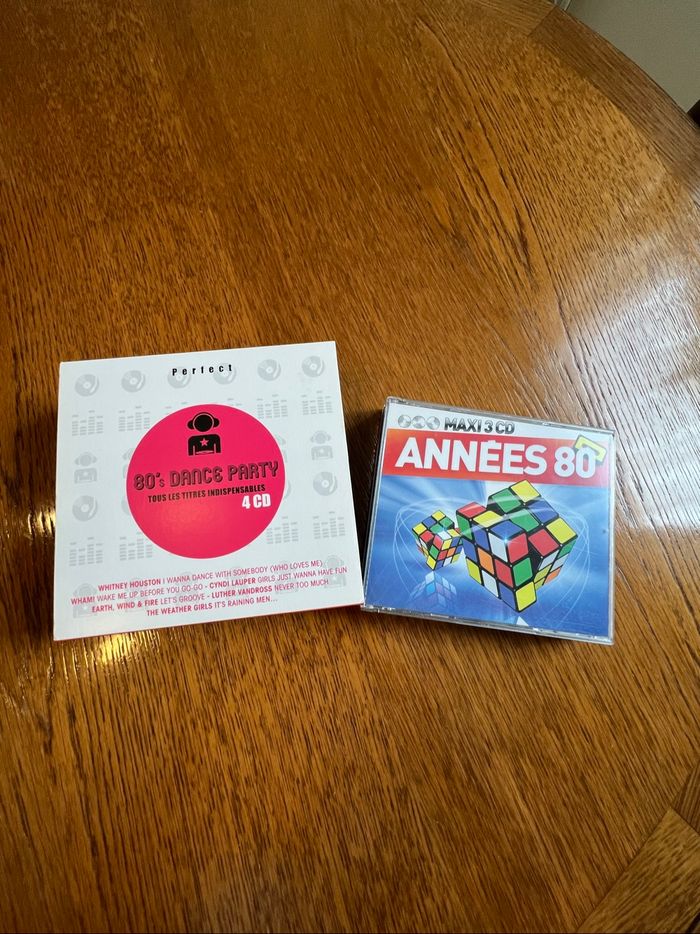 Perfect
80's DANCE PARTY
TOUS LES TITRES INDISPENSABLES
4 CD
WHITNEY HOUSTON I WANNA DANCE WITH SOMEBODY (WHO LOVES ME)
WHAM! WAKE ME UP BEFORE YOU GO GO - CYNDI LAUPER GIRLS JUST WANNA HAVE FUN
EARTH, WIND & FIRE LET'S GROOVE - LUTHER VANDROSS NEVER TOO MUCH
THE WEATHER GIRLS IT'S RAINING MEN...
MAXI 3 CD
ANNÉES 80